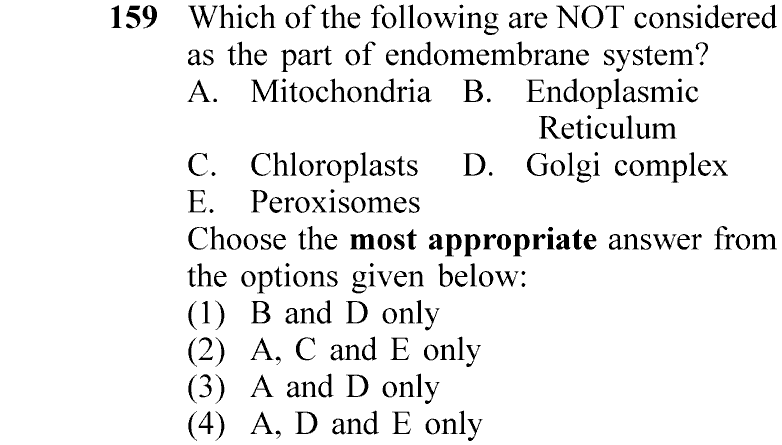 159 Which of the following are NOT considered
as the part of endomembrane system?
A. Mitochondria B. Endoplasmic
Reticulum
C. Chloroplasts D. Golgi complex
E. Peroxisomes
Choose the most appropriate answer from
the options given below:
(1) B and D only
(2) A, C and E only
(3) A and D only
(4) A, D and E only